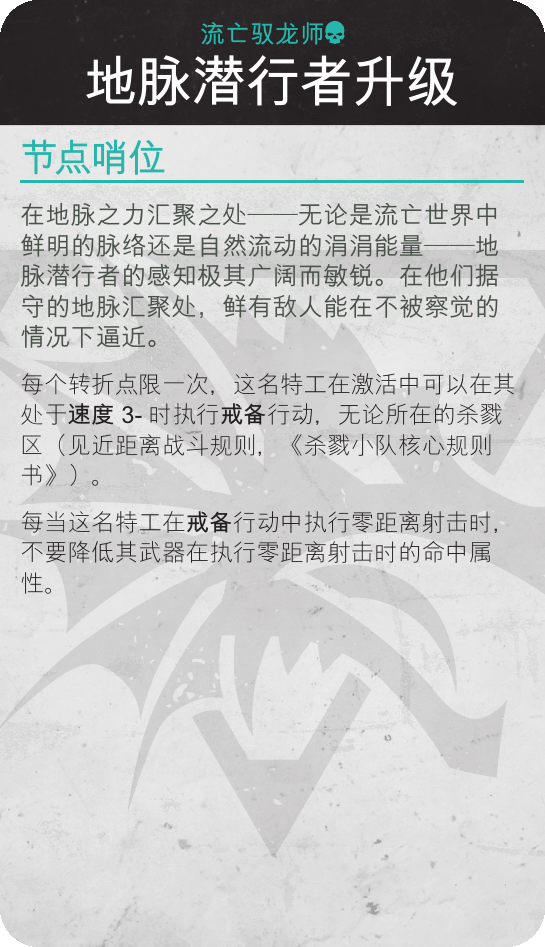 流亡驭龙师
地脉潜行者升级
节点哨位
在地脉之力汇聚之处——无论是流亡世界中
鲜明的脉络还是自然流动的涓涓能量——地
脉潜行者的感知极其广阔而敏锐。在他们据
守的地脉汇聚处，鲜有敌人能在不被察觉的
情况下逼近。
每个转折点限一次，这名特工在激活中可以在其
处于速度 3- 时执行戒备行动，无论所在的杀戮
区（见近距离战斗规则，《杀戮小队核心规则
书》）。
每当这名特工在戒备行动中执行零距离射击时，
不要降低其武器在执行零距离射击时的命中属
性。